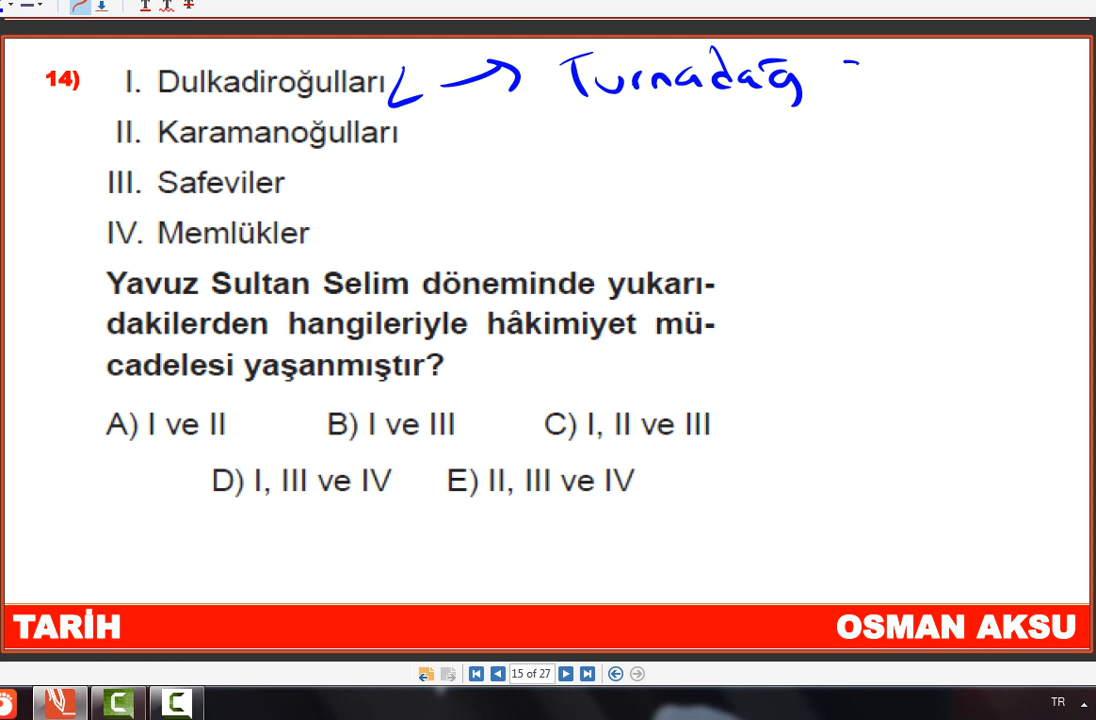 14) I. Dulkadiroğulları → Turnadağ
II. Karamanoğulları
III. Safeviler
IV. Memlükler
Yavuz Sultan Selim döneminde yukarı-
dakilerden hangileriyle hâkimiyet mü-
cadelesi yaşanmıştır?
A) I ve II B) I ve III C) I, II ve III
D) I, III ve IV E) II, III ve IV
TARİH OSMAN AKSU
15 of 27
TR